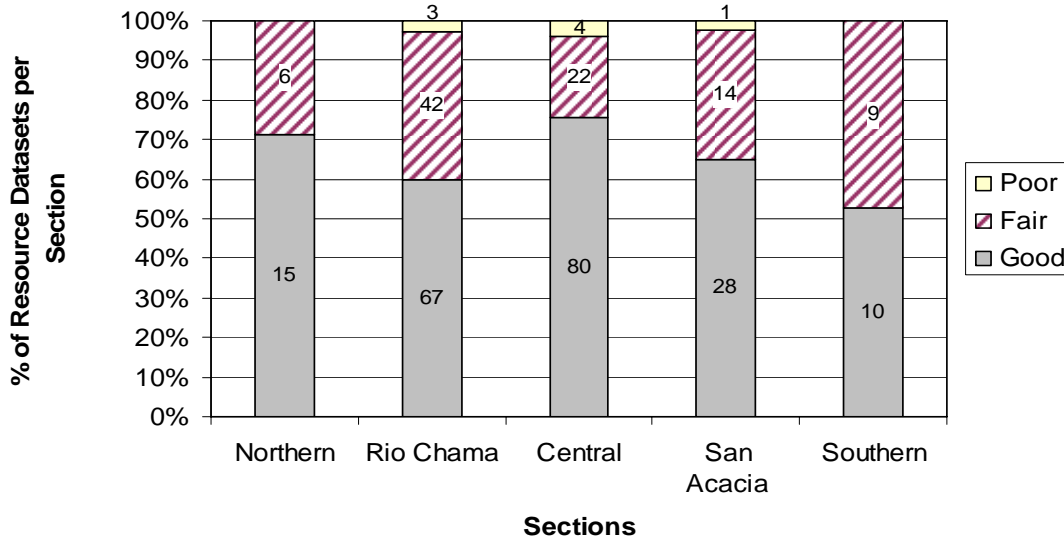 % of Resource Datasets per
Section
100%
90%
80%
70%
60%
50%
40%
30%
20%
10%
0%
3
4
1
6
42
22
14
9
15
67
80
28
10
Northern
Rio Chama
Central
San
Acacia
Southern
Sections
Poor
Fair
Good